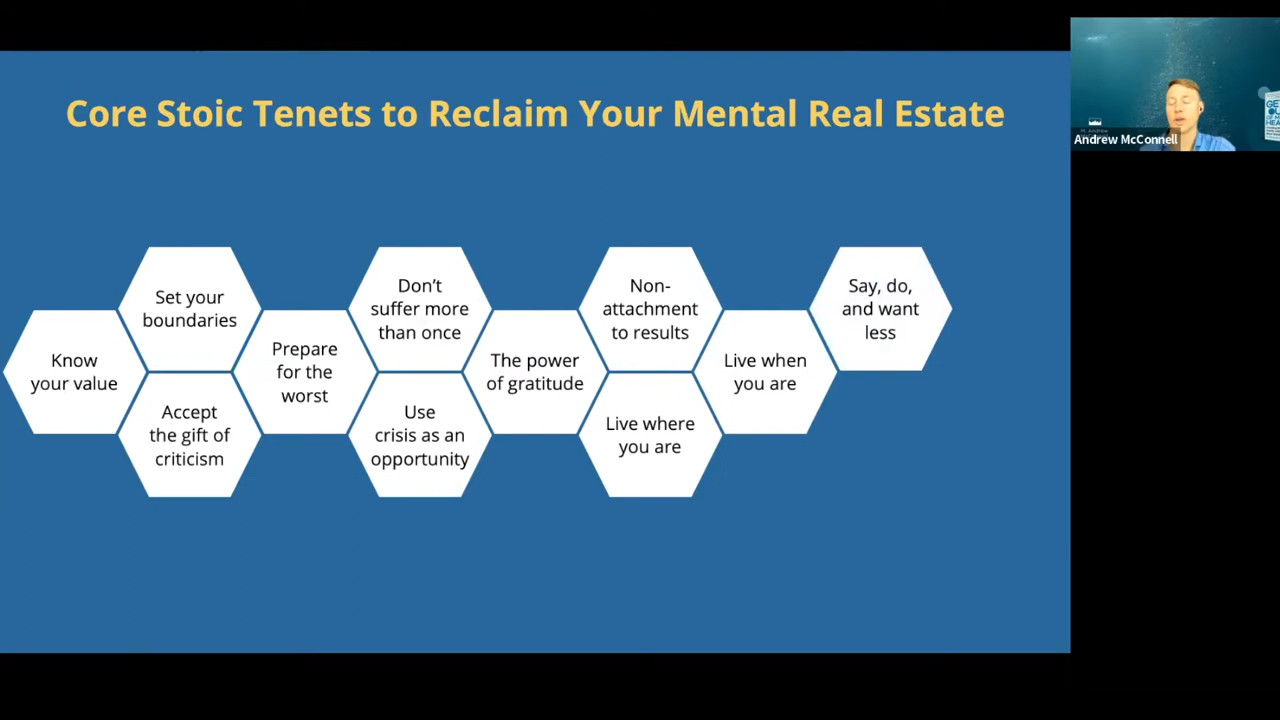 Core Stoic Tenets to Reclaim Your Mental Real Estate
Know
your value
Set your
boundaries
Accept
the gift of
criticism
Prepare
for the
worst
Don’t
suffer more
than once
Use
crisis as an
opportunity
The power
of gratitude
Non-
attachment
to results
Live where
you are
Live when
you are
Say, do,
and want
less
Andrew McConnell